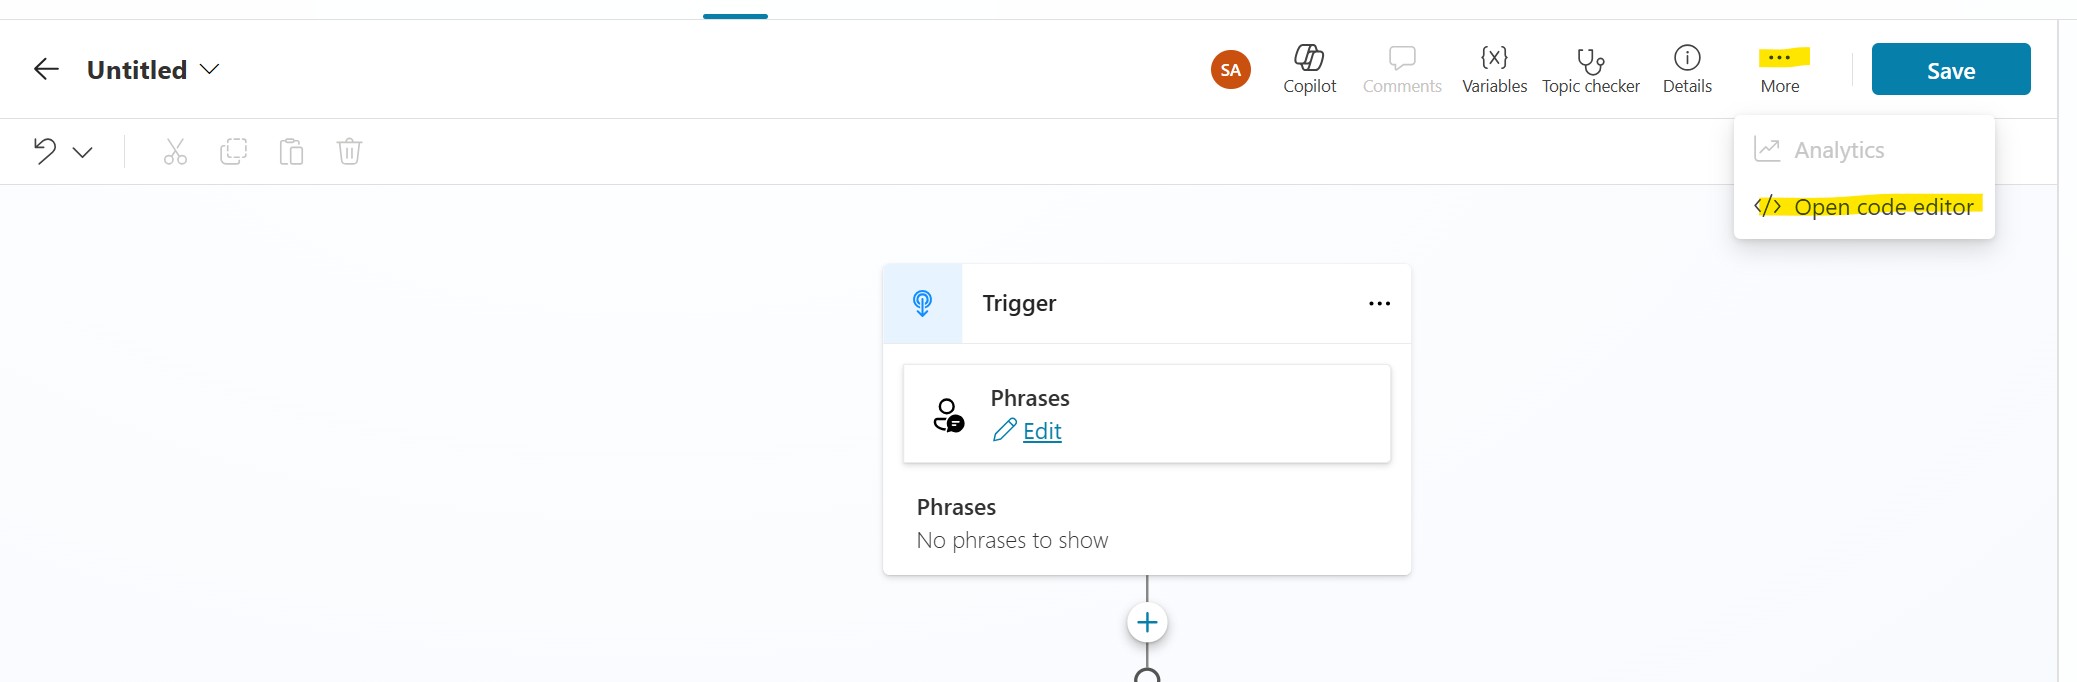 Untitled
SA
Copilot
Comments
Variables
Topic checker
Details
More
Save
Analytics
Open code editor
Trigger
Phrases
Edit
Phrases
No phrases to show